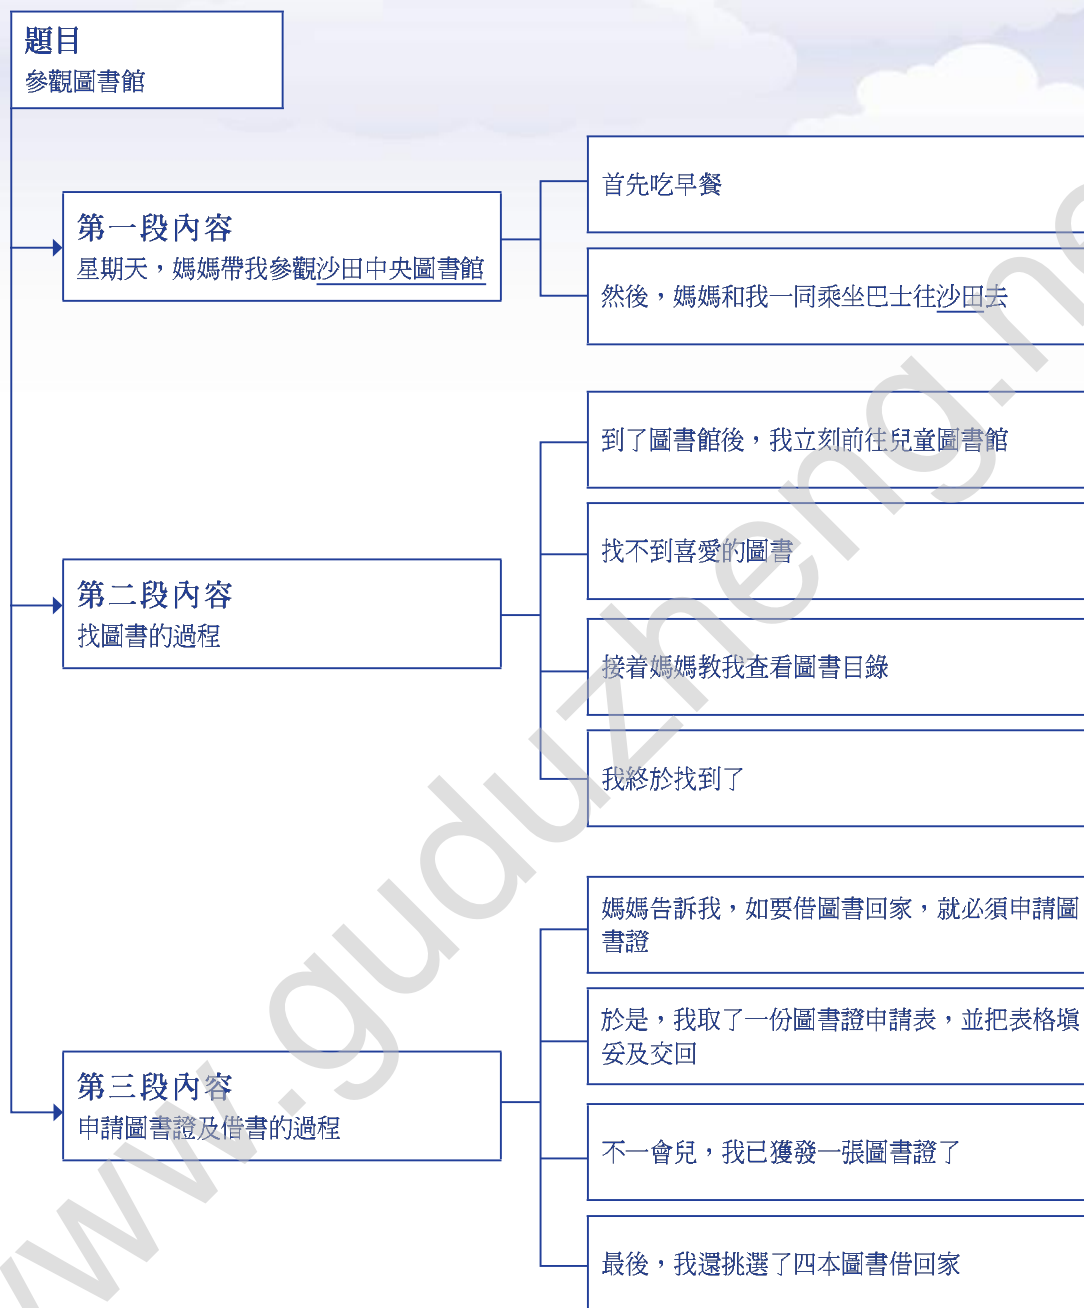 題目
參觀圖書館
第一段內容
星期天，媽媽帶我參觀沙田中央圖書館
首先吃早餐
然後，媽媽和我一同乘坐巴士往沙田去
第二段內容
找圖書的過程
到了圖書館後，我立刻前往兒童圖書館
找不到喜愛的圖書
接着媽媽教我查看圖書目錄
我終於找到了
第三段內容
申請圖書證及借書的過程
媽媽告訴我，如要借圖書回家，就必須申請圖
書證
於是，我取了一份圖書證申請表，並把表格填
妥及交回
不一會兒，我已獲發一張圖書證了
最後，我還挑選了四本圖書借回家
www.guduzheng.ne